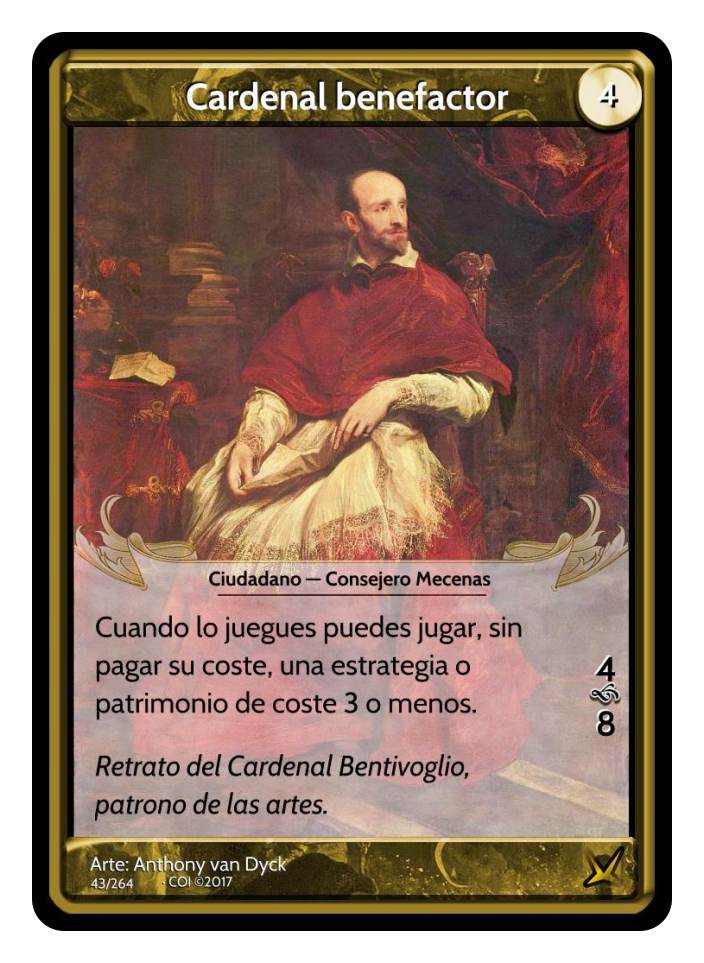 Cardenal benefactor
4
Ciudadano — Consejero Mecenas
Cuando lo juegues puedes jugar, sin
pagar su coste, una estrategia o
patrimonio de coste 3 o menos.
4
8
Retrato del Cardenal Bentivoglio,
patrono de las artes.
Arte: Anthony van Dyck
43/264 · COI ©2017